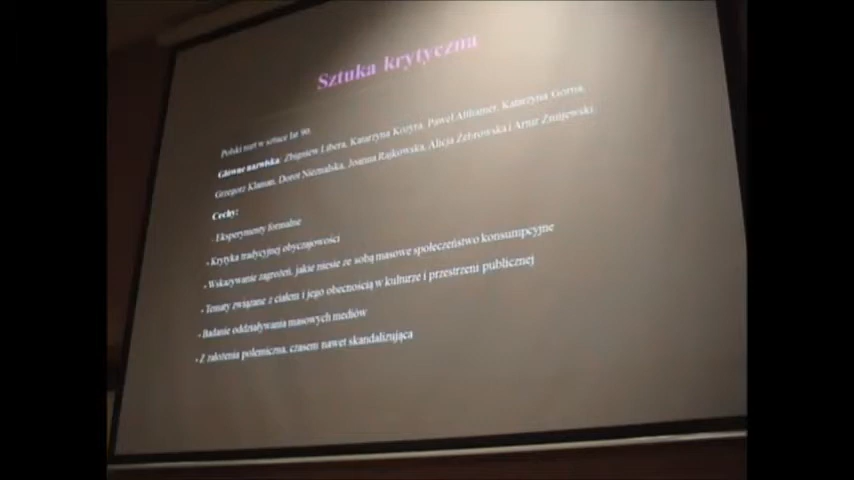 Sztuka krytyczna
Polski nurt w sztuce lat 90.
Główne nazwiska: Zbigniew Libera, Katarzyna Kozyra, Paweł Althamer, Katarzyna Górna,
Grzegorz Klaman, Dorota Nieznalska, Joanna Rajkowska, Alicja Żebrowska i Artur Żmijewski.
Cechy:
- Eksperymenty formalne
- Krytyka tradycyjnej obyczajowości
- Wskazywanie zagrożeń, jakie niesie ze sobą masowe społeczeństwo konsumpcyjne
- Tematy związane z ciałem i jego obecnością w kulturze i przestrzeni publicznej
- Badanie oddziaływania masowych mediów
- Z założenia polemiczna, czasem nawet skandalizująca